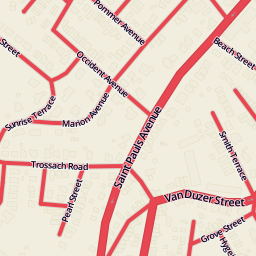 Pommer Avenue
Street
Beach Street
Occident Avenue
Sunrise Terrace
Marion Avenue
Saint Pauls Avenue
Smith Terrace
Trossach Road
Pearl Street
Van Duzer Street
Grove Street
Hygei